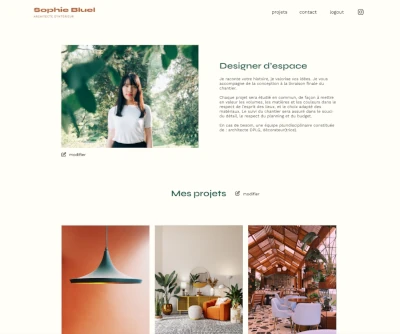 Sophie Bluel
ARCHITECTE D'INTÉRIEUR
projets contact logout
Designer d'espace
Je raconte votre histoire, je valorise vos idées. Je vous
accompagne de la conception à la livraison finale du
chantier.
Chaque projet sera étudié en commun, de façon à mettre
en valeur les volumes, les matières et les couleurs dans le
respect de l'esprit des lieux et le choix adapté des
matériaux. Le suivi du chantier sera assuré dans le souci
du détail, le respect du planning et du budget.
En cas de besoin, une équipe pluridisciplinaire constituée
de : architecte DPLG, décorateur(trice)
modifier
Mes projets modifier